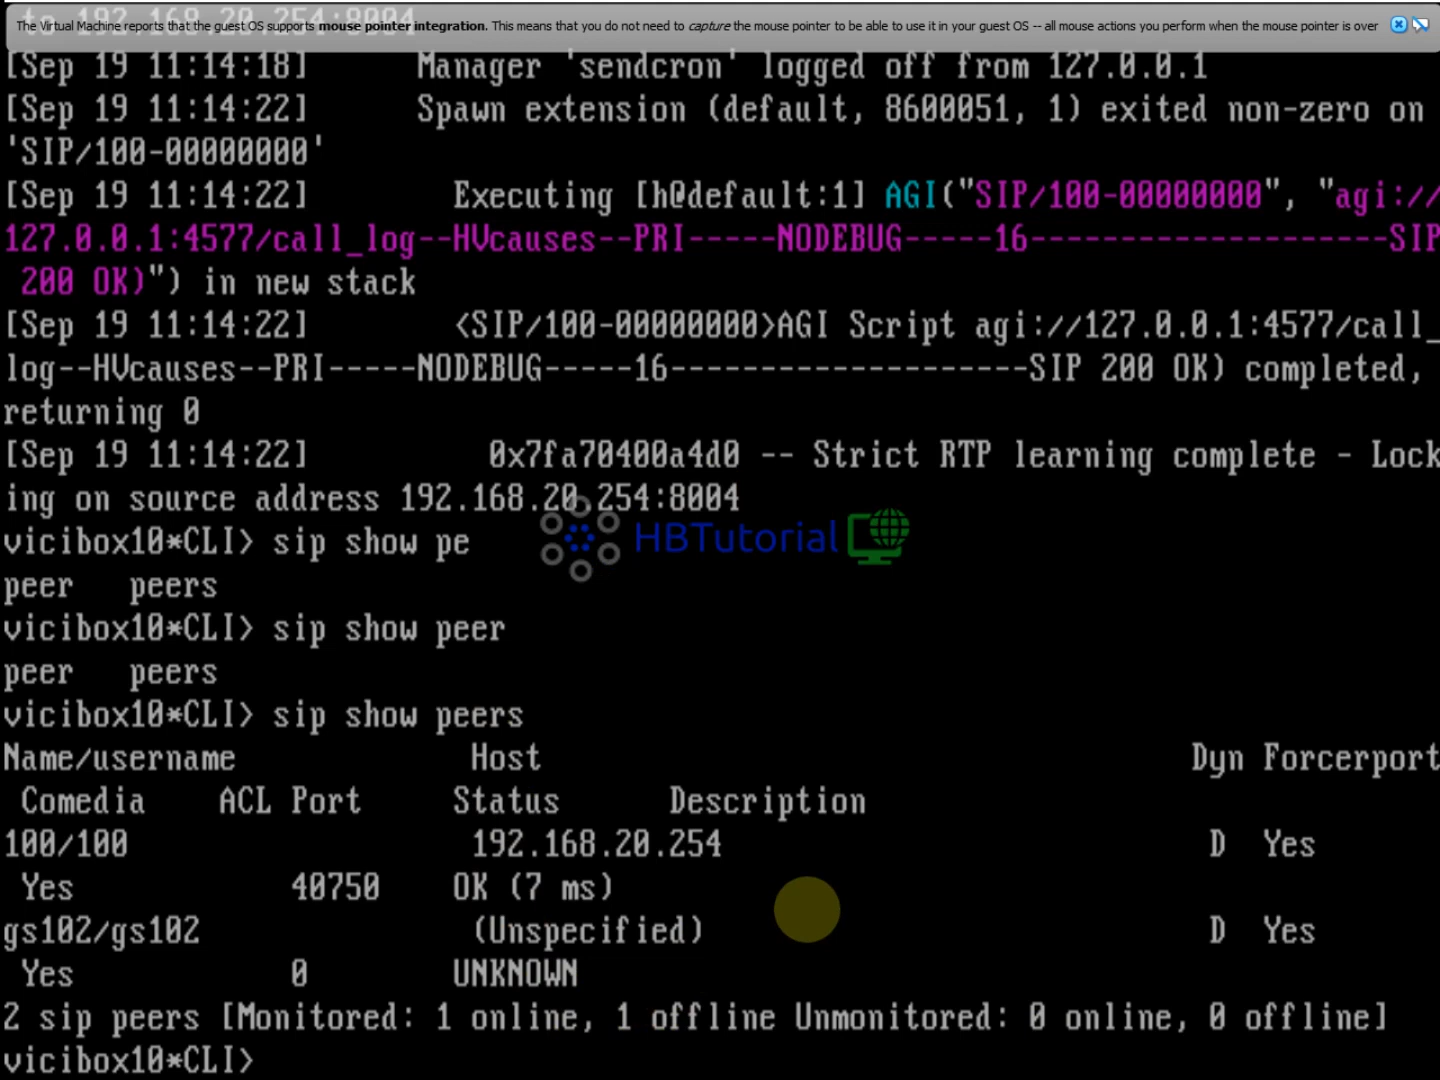 to 192.168.20.254:8004
The Virtual Machine reports that the guest OS supports mouse pointer integration. This means that you do not need to capture the mouse pointer to be able to use it in your guest OS -- all mouse actions you perform when the mouse pointer is over
[Sep 19 11:14:18]      Manager 'sendcron' logged off from 127.0.0.1
[Sep 19 11:14:22]      Spawn extension (default, 8600051, 1) exited non-zero on
'SIP/100-00000000'
[Sep 19 11:14:22]        Executing [h@default:1] AGI("SIP/100-00000000", "agi://
127.0.0.1:4577/call_log--HVcauses--PRI-----NODEBUG-----16--------------------SIP
 200 OK)") in new stack
[Sep 19 11:14:22]        <SIP/100-00000000>AGI Script agi://127.0.0.1:4577/call_
log--HVcauses--PRI-----NODEBUG-----16--------------------SIP 200 OK) completed,
returning 0
[Sep 19 11:14:22]          0x7fa70400a4d0 -- Strict RTP learning complete - Lock
ing on source address 192.168.20.254:8004
vicibox10*CLI> sip show pe
HBTutorial
peer   peers
vicibox10*CLI> sip show peer
peer   peers
vicibox10*CLI> sip show peers
Name/username             Host                                    Dyn Forcerport
 Comedia    ACL Port     Status      Description
100/100                   192.168.20.254                           D  Yes
 Yes            40750    OK (7 ms)
gs102/gs102               (Unspecified)                            D  Yes
 Yes            0        UNKNOWN
2 sip peers [Monitored: 1 online, 1 offline Unmonitored: 0 online, 0 offline]
vicibox10*CLI>